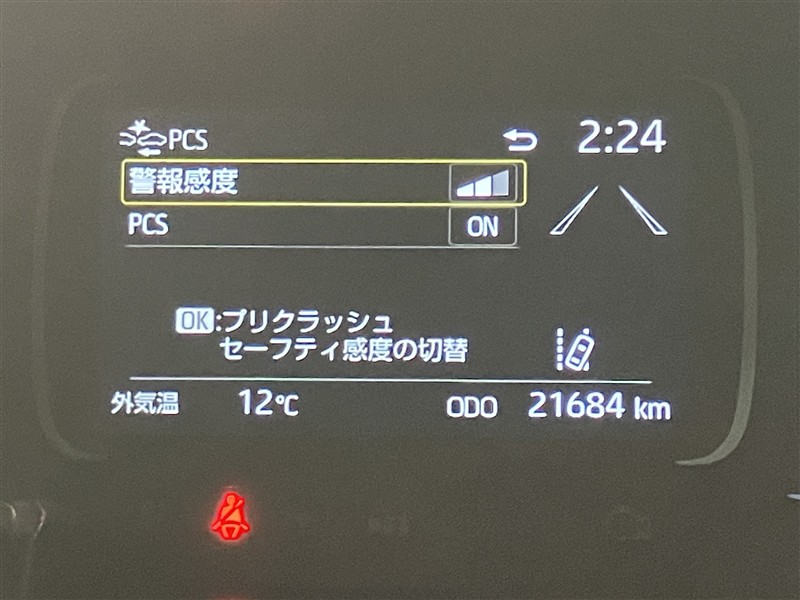 PCS 2:24
警報感度
PCS ON
OK:プリクラッシュ
セーフティ感度の切替
外気温 12℃ ODO 21684 km